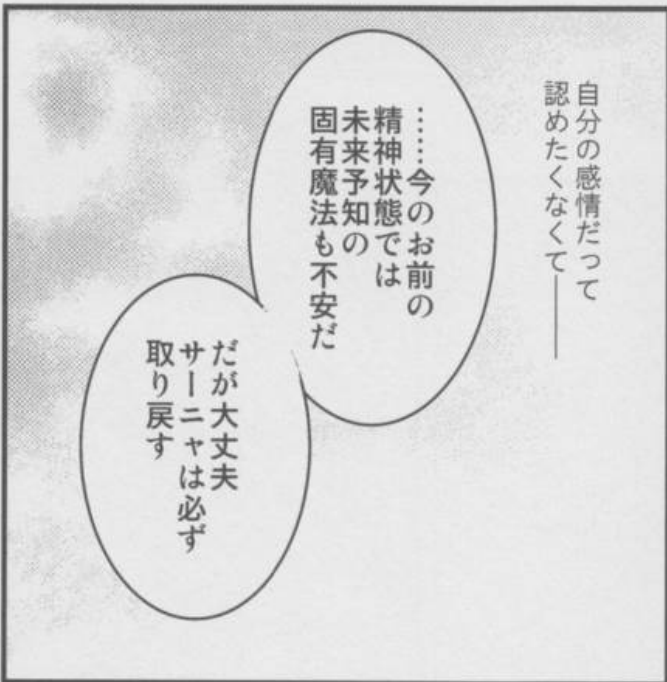 自分の感情だって
認めたくなくて――
……今のお前の
精神状態では
未来予知の
固有魔法も不安だ
だが大丈夫
サーニャは必ず
取り戻す